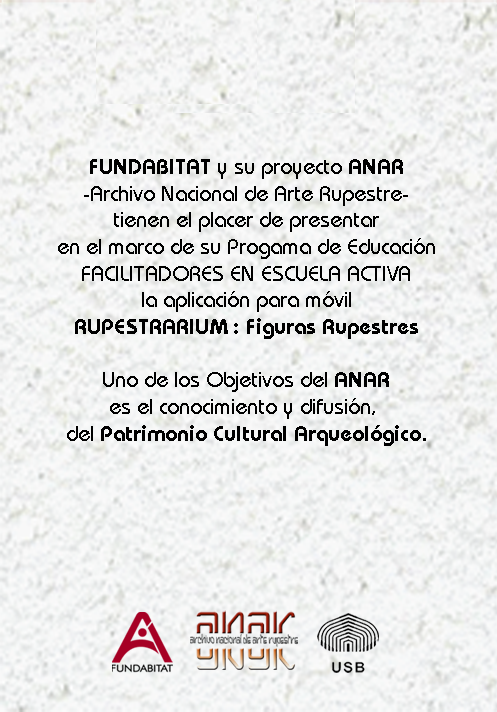 FUNDABITAT y su proyecto ANAR
-Archivo Nacional de Arte Rupestre-
tienen el placer de presentar
en el marco de su Progama de Educación
FACILITADORES EN ESCUELA ACTIVA
la aplicación para móvil
RUPESTRARIUM : Figuras Rupestres
Uno de los Objetivos del ANAR
es el conocimiento y difusión,
del Patrimonio Cultural Arqueológico.
FUNDABITAT
anar
archivo nacional de arte rupestre
USB